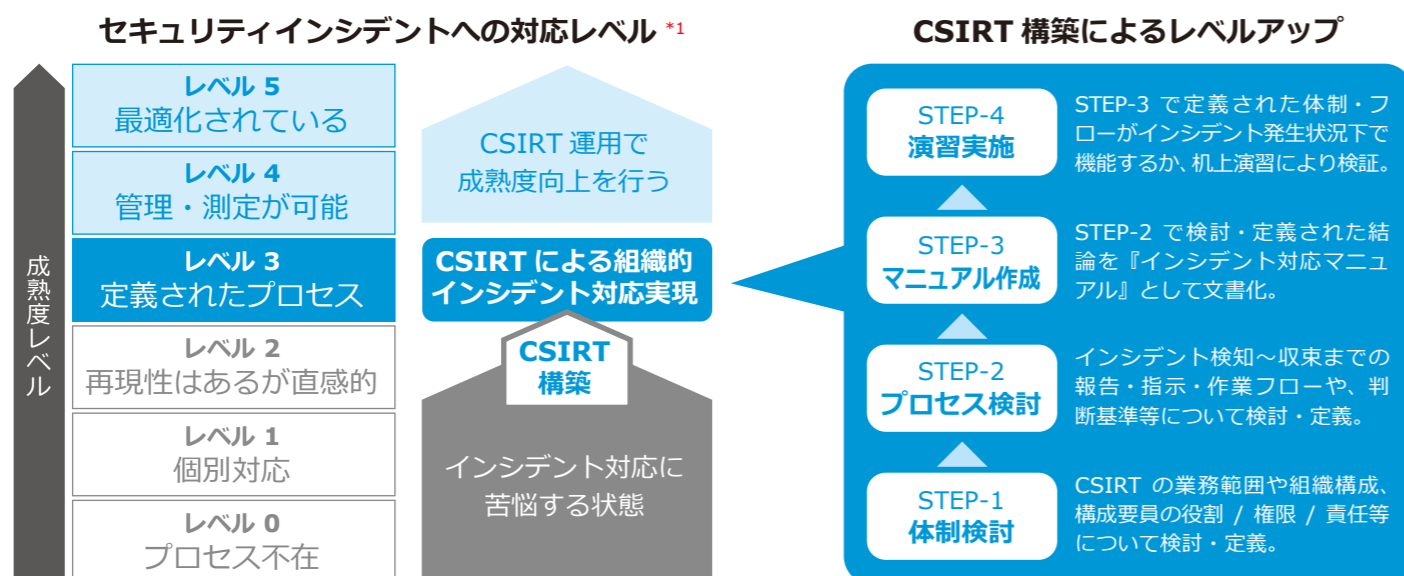 セキュリティインシデントへの対応レベル *1
成熟度レベル
レベル 5
最適化されている
レベル 4
管理・測定が可能
レベル 3
定義されたプロセス
レベル 2
再現性はあるが直感的
レベル 1
個別対応
レベル 0
プロセス不在
CSIRT 運用で
成熟度向上を行う
CSIRT による組織的
インシデント対応実現
CSIRT
構築
インシデント対応に
苦悩する状態
CSIRT 構築によるレベルアップ
STEP-4
演習実施
STEP-3 で定義された体制・フ
ローがインシデント発生状況下で
機能するか、机上演習により検証。
STEP-3
マニュアル作成
STEP-2 で検討・定義された結
論を『インシデント対応マニュ
アル』として文書化。
STEP-2
プロセス検討
インシデント検知～収束までの
報告・指示・作業フローや、判
断基準等について検討・定義。
STEP-1
体制検討
CSIRT の業務範囲や組織構成、
構成要員の役割 / 権限 / 責任等
について検討・定義。